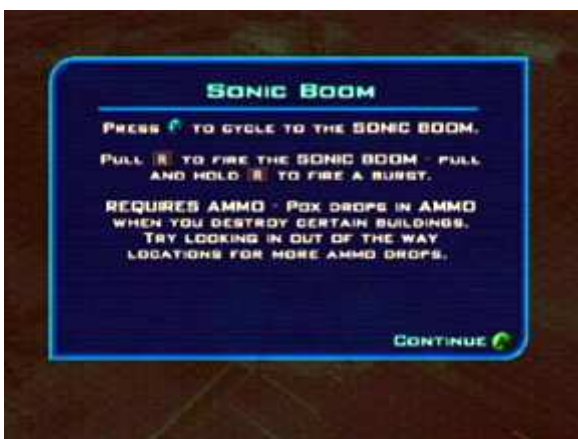 SONIC BOOM
PRESS TO CYCLE TO THE SONIC BOOM.
PULL R TO FIRE THE SONIC BOOM - PULL
AND HOLD R TO FIRE A BURST.
REQUIRES AMMO - POX DROPS IN AMMO
WHEN YOU DESTROY CERTAIN BUILDINGS.
TRY LOOKING IN OUT OF THE WAY
LOCATIONS FOR MORE AMMO DROPS.
CONTINUE